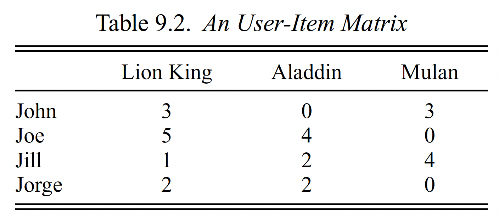 Table 9.2. An User-Item Matrix
Lion King Aladdin Mulan
John 3 0 3
Joe 5 4 0
Jill 1 2 4
Jorge 2 2 0